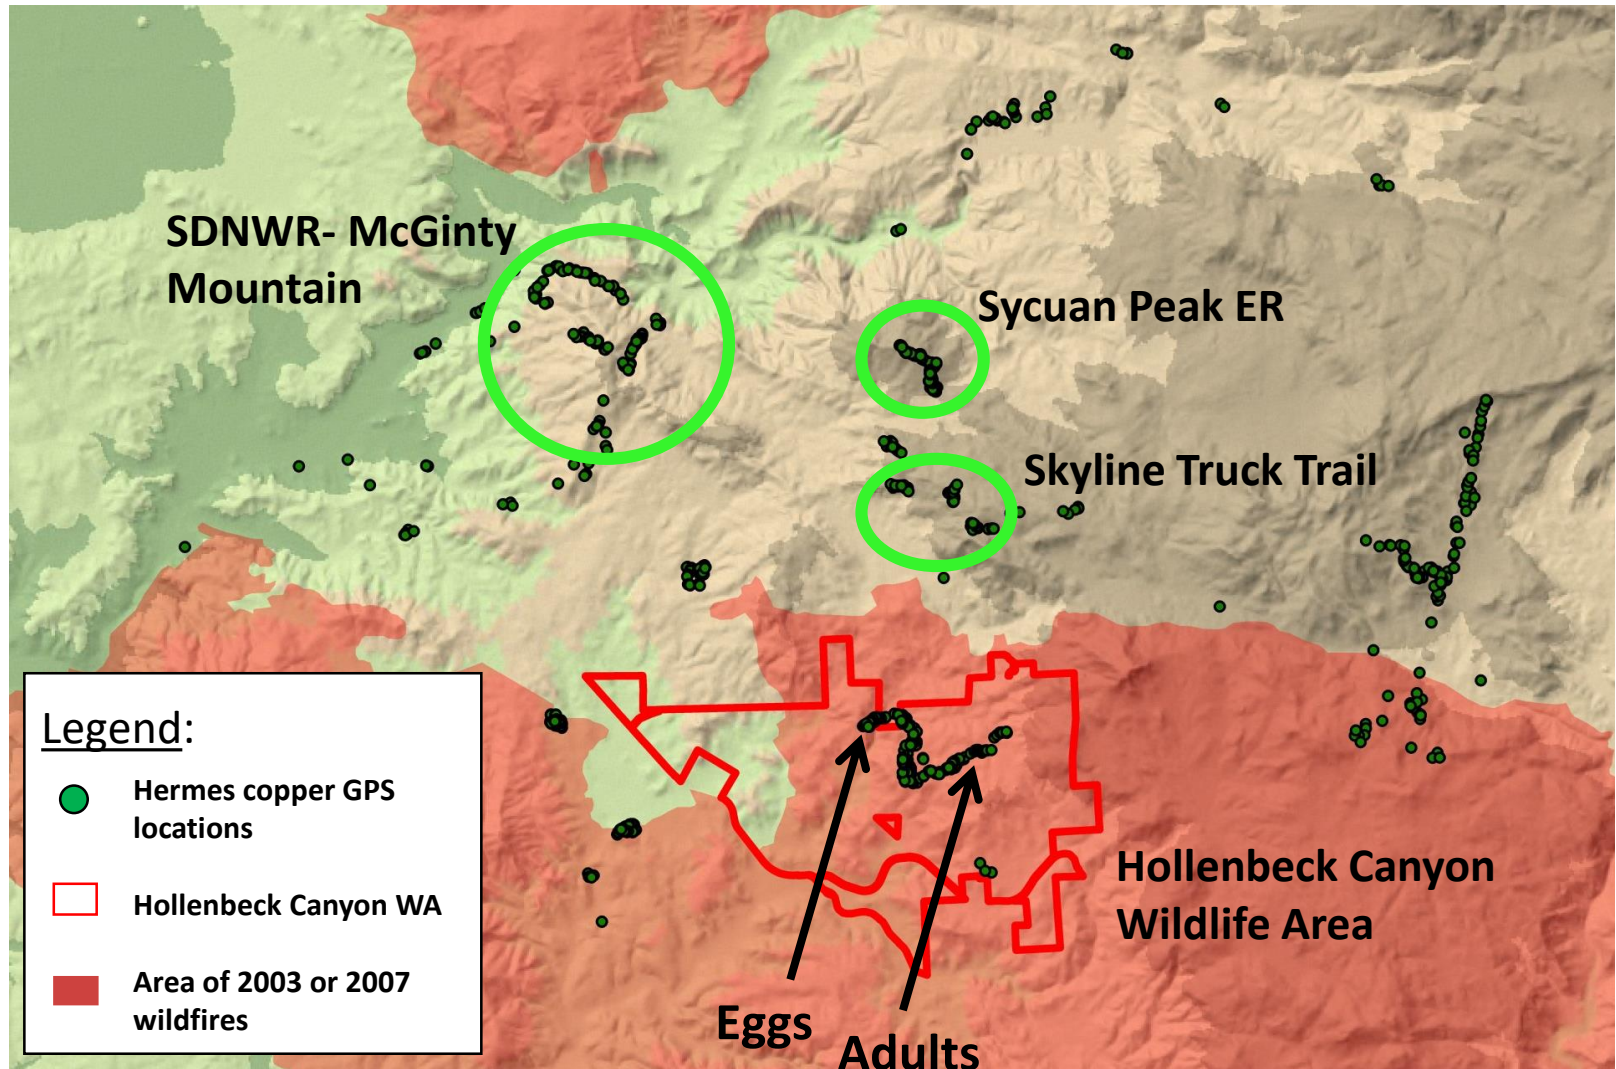 SDNWR- McGinty
Mountain
Sycuan Peak ER
Skyline Truck Trail
Legend:
Hermes copper GPS
locations
Hollenbeck Canyon WA
Area of 2003 or 2007
wildfires
Hollenbeck Canyon
Wildlife Area
Eggs
Adults